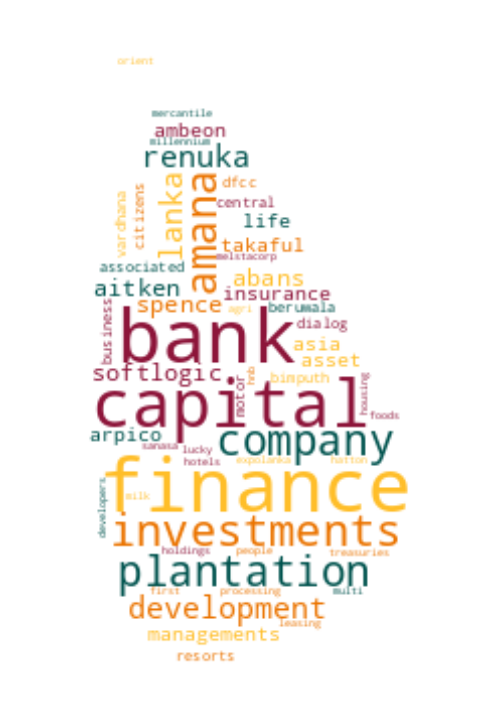 orient
mercantile
ambeon
millennium
renuka
dfcc
vardhana
citizens
lanka
amana
central
life
takaful
melstacorp
associated
abans
aitken
insurance
spence
agri
beruwala
business
bank
dialog
asia
asset
softlogic
hnb
bimputh
motor
housing
capital
foods
arpico
company
sanasa
lucky
hotels
expolanka
hatton
developers
finance
milk
investments
holdings
people
treasuries
plantation
first
processing
multi
development
leasing
managements
resorts